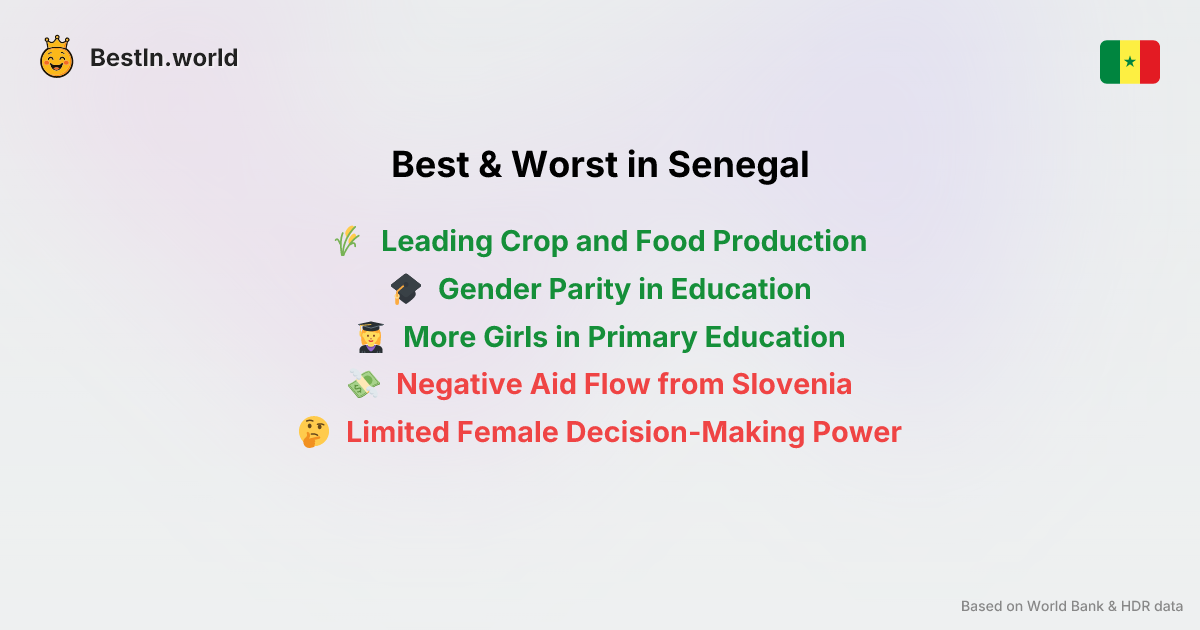 BestIn.world
Best & Worst in Senegal
Leading Crop and Food Production
Gender Parity in Education
More Girls in Primary Education
Negative Aid Flow from Slovenia
Limited Female Decision-Making Power
Based on World Bank & HDR data